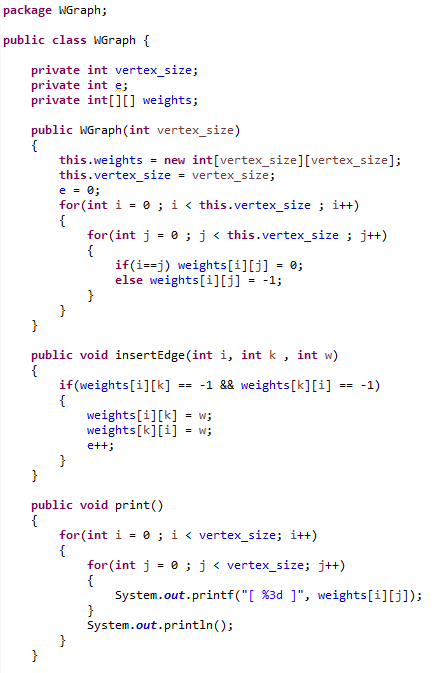 package WGraph;
public class WGraph {
private int vertex_size;
private int e;
private int[][] weights;
public WGraph(int vertex_size)
{
this.weights = new int[vertex_size][vertex_size];
this.vertex_size = vertex_size;
e = 0;
for(int i = 0 ; i < this.vertex_size ; i++)
{
for(int j = 0 ; j < this.vertex_size ; j++)
{
if(i==j) weights[i][j] = 0;
else weights[i][j] = -1;
}
}
}
public void insertEdge(int i, int k , int w)
{
if(weights[i][k] == -1 && weights[k][i] == -1)
{
weights[i][k] = w;
weights[k][i] = w;
e++;
}
}
public void print()
{
for(int i = 0 ; i < vertex_size; i++)
{
for(int j = 0 ; j < vertex_size; j++)
{
System.out.printf("[ %3d ]", weights[i][j]);
}
System.out.println();
}
}